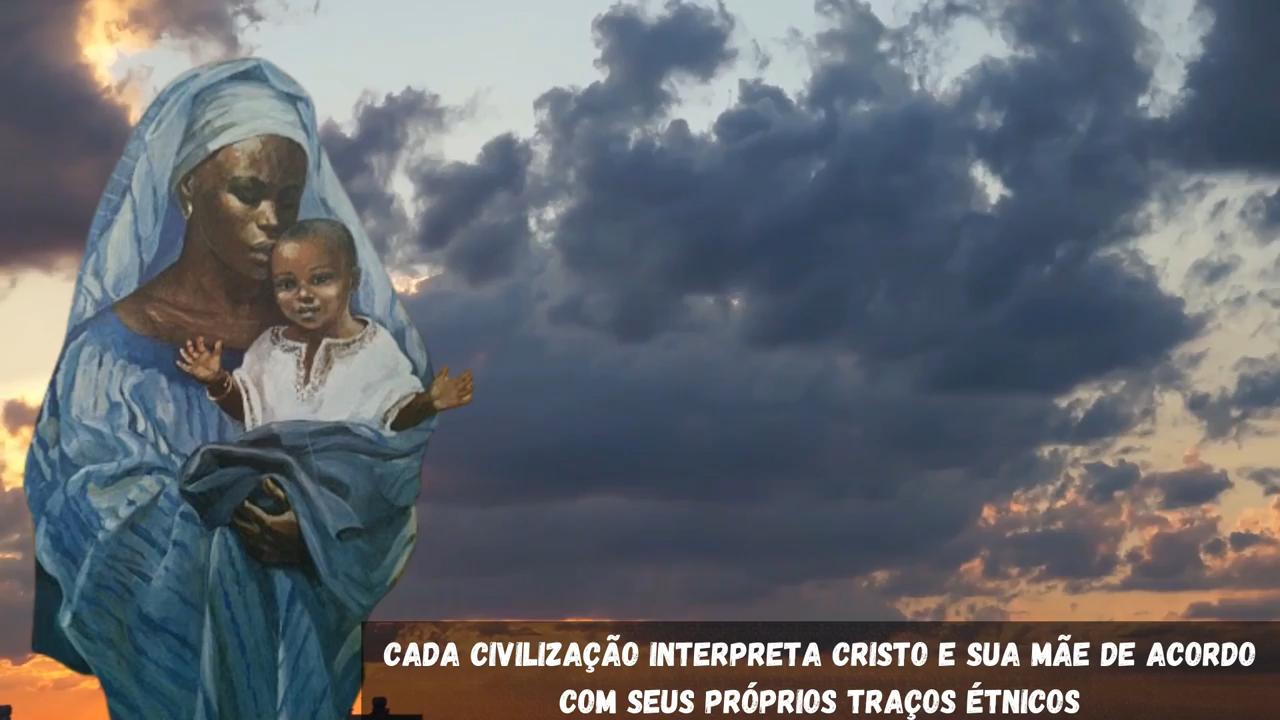 CADA CIVILIZAÇÃO INTERPRETA CRISTO E SUA MÃE DE ACORDO
COM SEUS PRÓPRIOS TRAÇOS ÉTNICOS